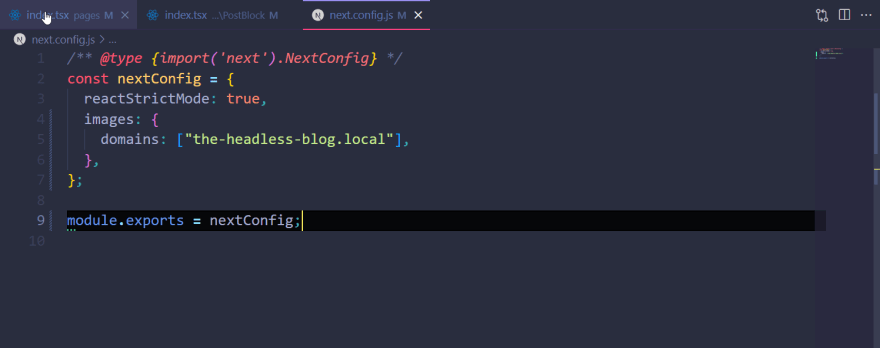 index.tsx pages M
index.tsx ...\PostBlock M
N next.config.js M
N next.config.js > ...
1 /** @type {import('next').NextConfig} */
2 const nextConfig = {
3 reactStrictMode: true,
4 images: {
5 domains: ["the-headless-blog.local"],
6 },
7 };
8
9 module.exports = nextConfig;
10